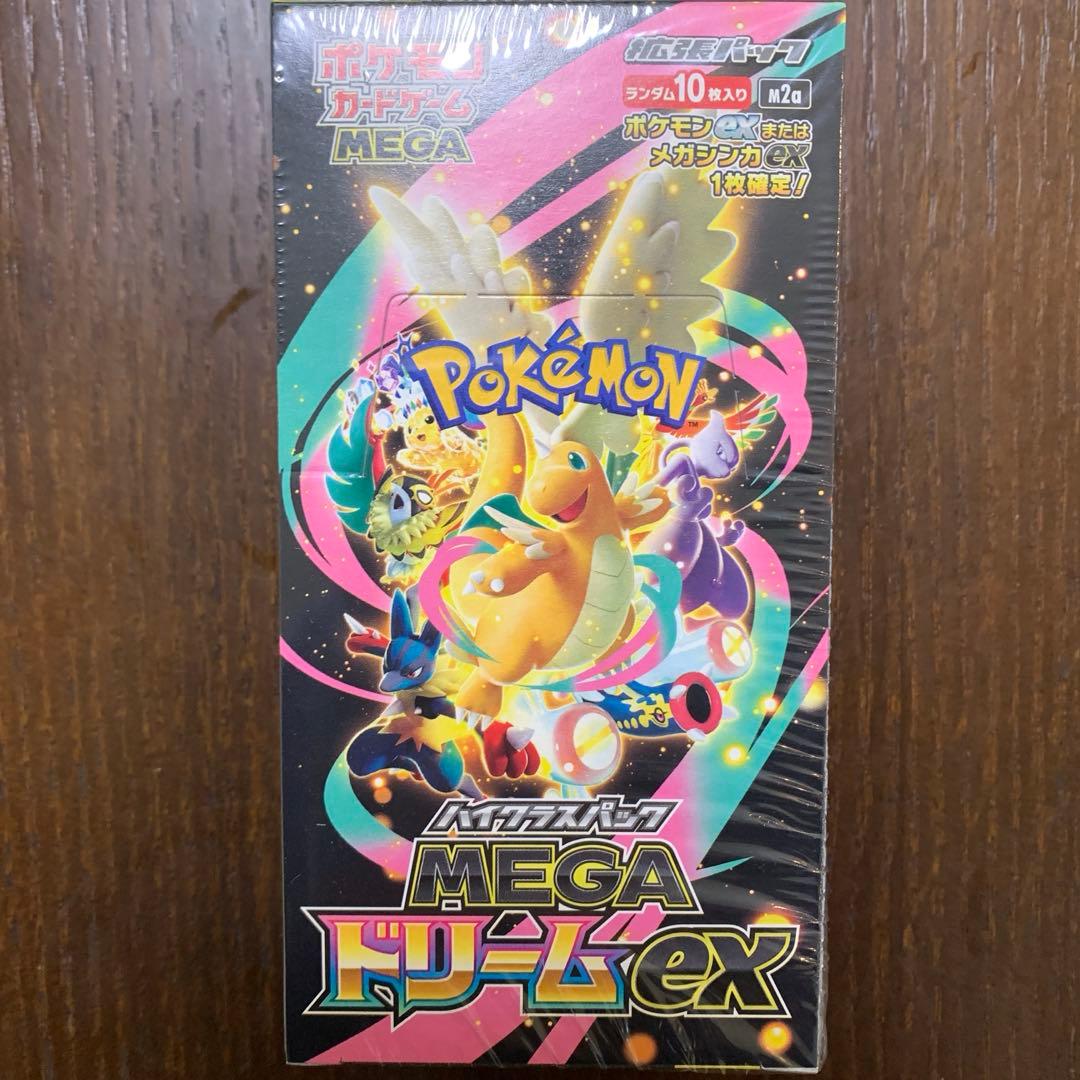 ポケモン
カードゲーム
MEGA
拡張パック
ランダム10枚入り
M2a
ポケモンexまたは
メガシンカex
1枚確定!
POKéMON
TM
ハイクラスパック
MEGA
ドリームex